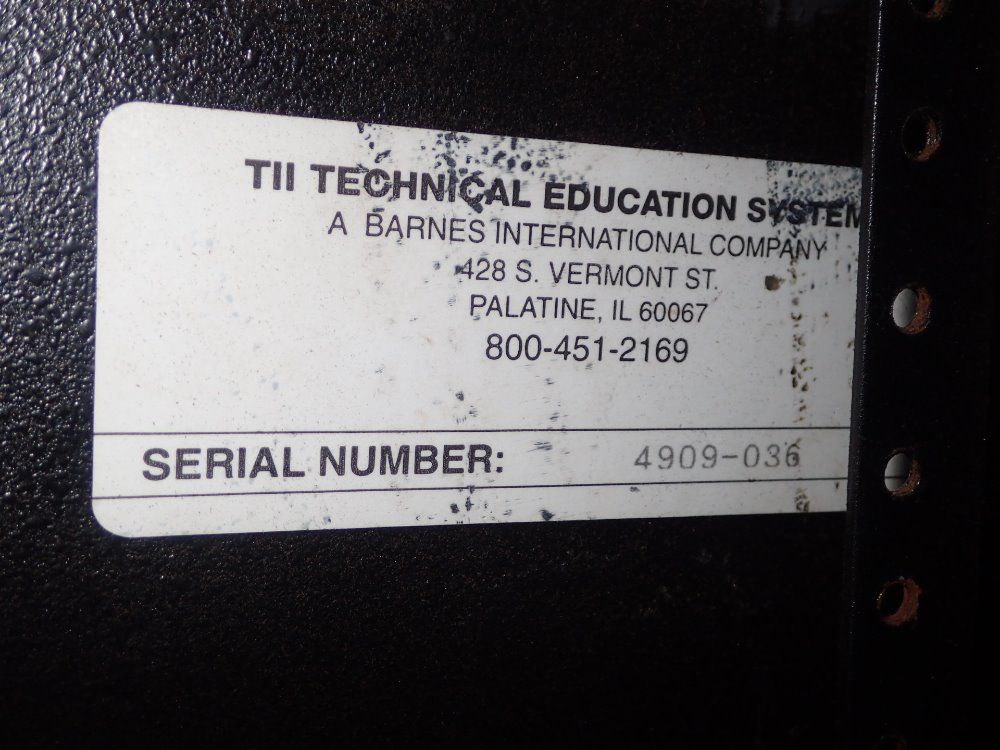 TII TECHNICAL EDUCATION SYSTEM
A BARNES INTERNATIONAL COMPANY
428 S. VERMONT ST.
PALATINE, IL 60067
800-451-2169
SERIAL NUMBER: 4909-036